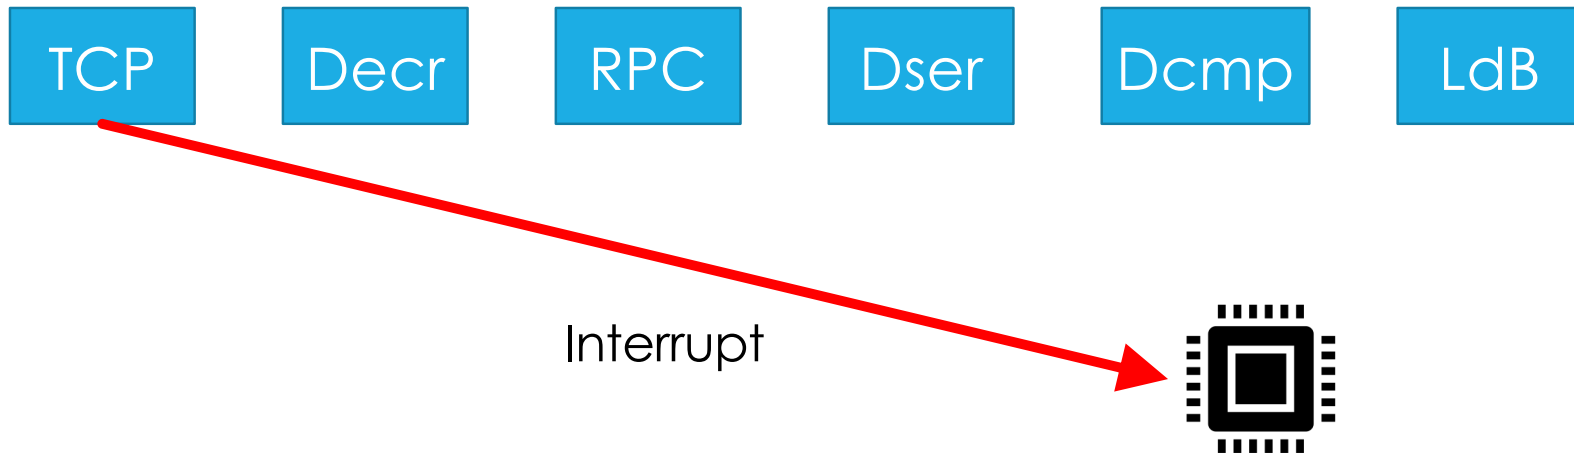 TCP Decr RPC Dser Dcmp LdB
Interrupt